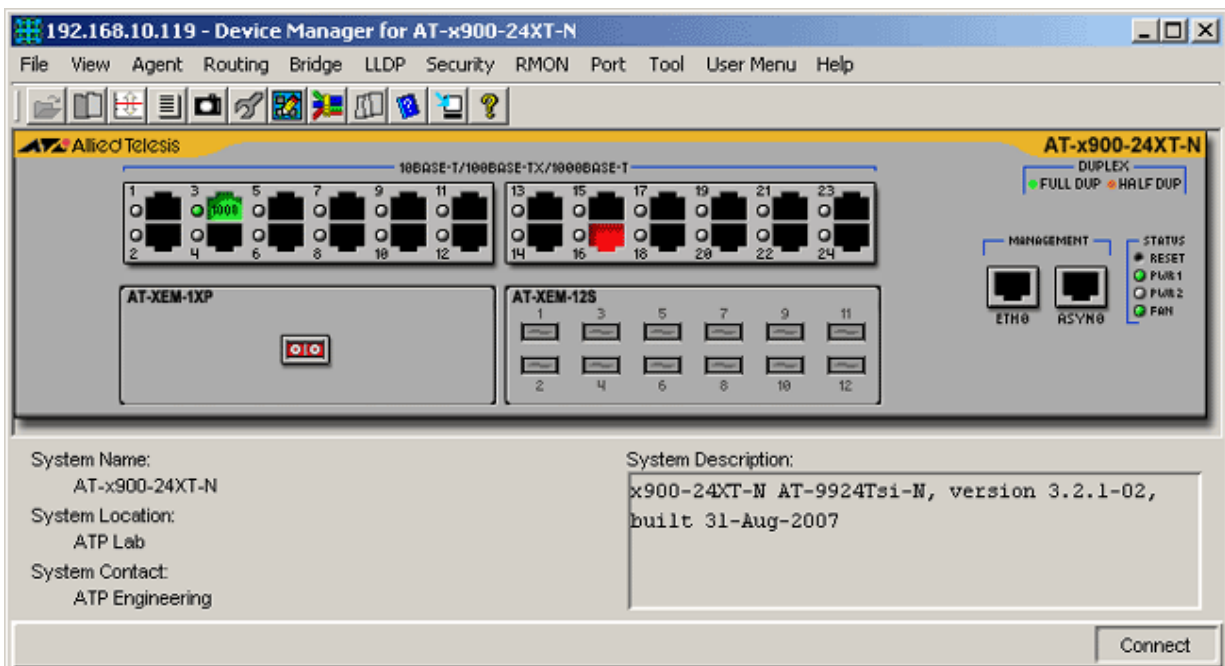 192.168.10.119 - Device Manager for AT-x900-24XT-N
File View Agent Routing Bridge LLDP Security RMON Port Tool User Menu Help
Allied Telesis
AT-x900-24XT-N
10BASE-T/100BASE-TX/1000BASE-T
DUPLEX
FULL DUP HALF DUP
1 3 5 7 9 11 13 15 17 19 21 23
1000
2 4 6 8 10 12 14 16 18 20 22 24
MANAGEMENT
STATUS
RESET
PWR1
PWR2
FAN
ETH0 ASYN0
AT-XEM-1XP
AT-XEM-12S
1 3 5 7 9 11
2 4 6 8 10 12
System Name:
AT-x900-24XT-N
System Location:
ATP Lab
System Contact:
ATP Engineering
System Description:
x900-24XT-N AT-9924Tsi-N, version 3.2.1-02,
built 31-Aug-2007
Connect